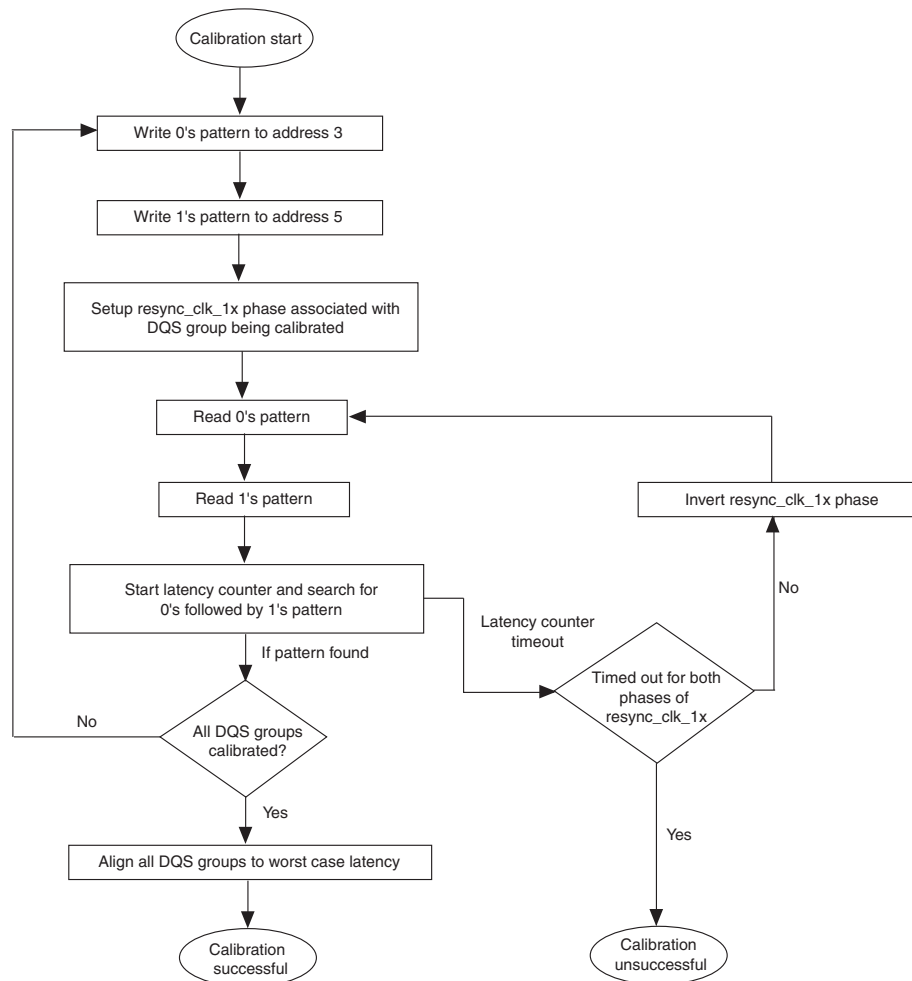 Calibration start
Write 0's pattern to address 3
Write 1's pattern to address 5
Setup resync_clk_1x phase associated with
DQS group being calibrated
Read 0's pattern
Read 1's pattern
Invert resync_clk_1x phase
Start latency counter and search for
0's followed by 1's pattern
No
Latency counter
timeout
If pattern found
Timed out for both
phases of
resync_clk_1x
No
All DQS groups
calibrated?
Yes
Yes
Align all DQS groups to worst case latency
Calibration
successful
Calibration
unsuccessful